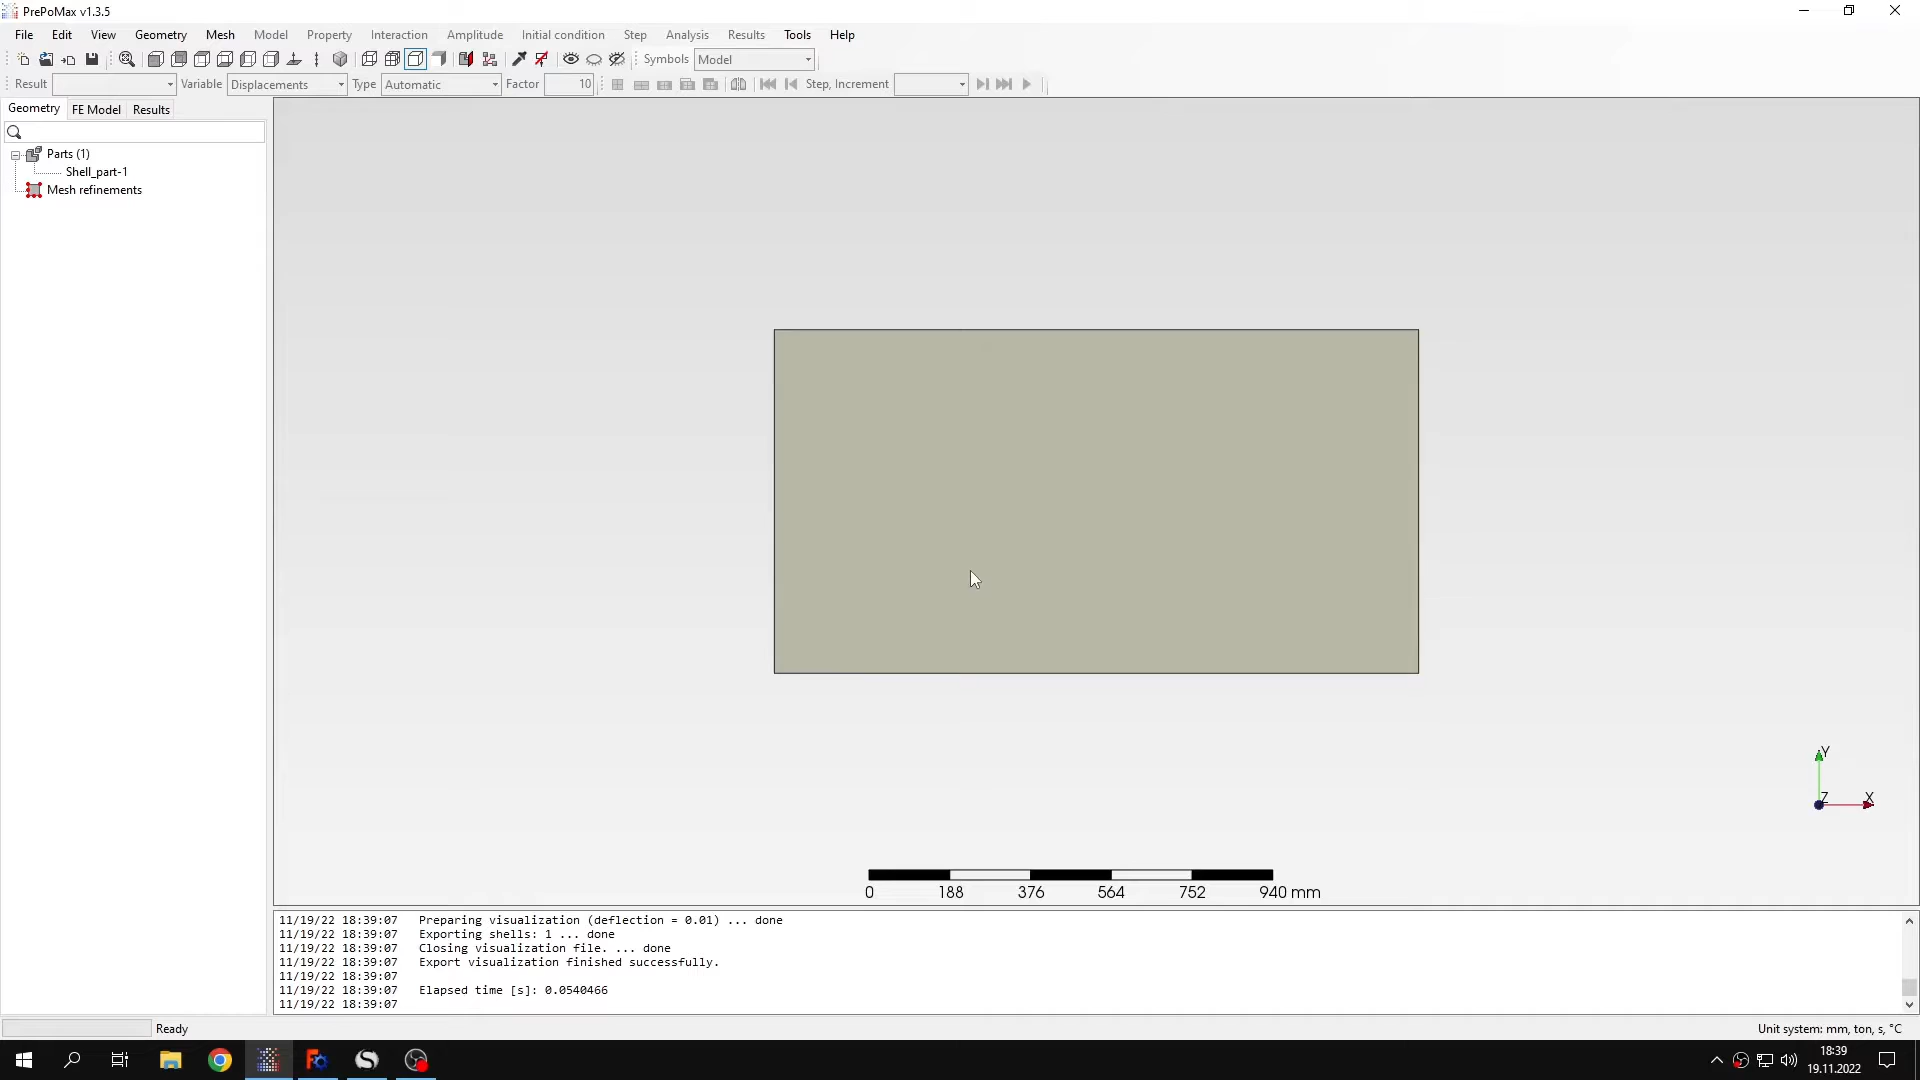 PrePoMax v1.3.5
File Edit View Geometry Mesh Model Property Interaction Amplitude Initial condition Step Analysis Results Tools Help
Symbols Model
Result Variable Displacements Type Automatic Factor 10 Step, Increment
Geometry FE Model Results
Parts (1)
Shell_part-1
Mesh refinements
Y
Z X
0 188 376 564 752 940 mm
11/19/22 18:39:07 Preparing visualization (deflection = 0.01) ... done
11/19/22 18:39:07 Exporting shells: 1 ... done
11/19/22 18:39:07 Closing visualization file. ... done
11/19/22 18:39:07 Export visualization finished successfully.
11/19/22 18:39:07
11/19/22 18:39:07 Elapsed time [s]: 0.0540466
11/19/22 18:39:07
Ready Unit system: mm, ton, s, °C
18:39
19.11.2022